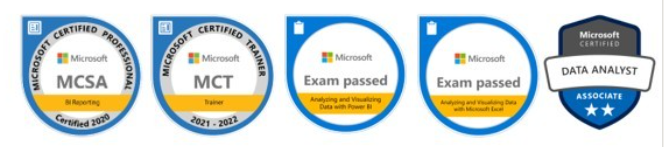 MICROSOFT CERTIFIED PROFESSIONAL
Microsoft
MCSA
BI Reporting
Certified 2020
MICROSOFT CERTIFIED TRAINER
Microsoft
MCT
Trainer
2021 - 2022
Microsoft
Exam passed
Analyzing and Visualizing
Data with Power BI
Microsoft
Exam passed
Analyzing and Visualizing Data
with Microsoft Excel
Microsoft
CERTIFIED
DATA ANALYST
ASSOCIATE